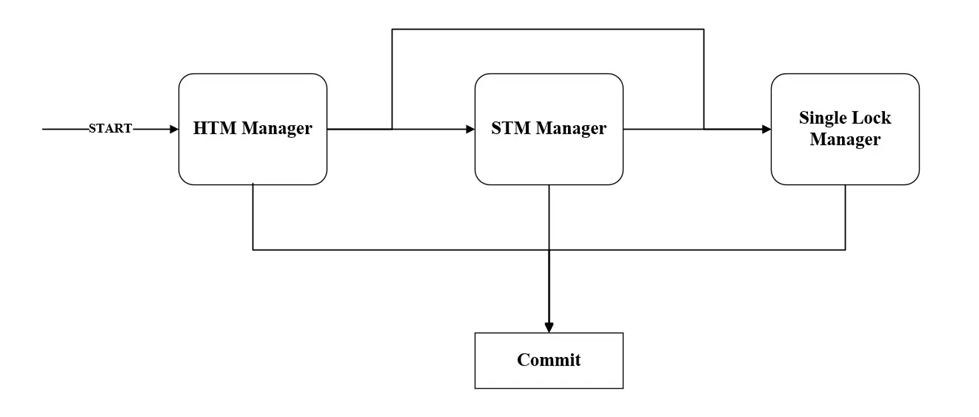 START
HTM Manager
STM Manager
Single Lock
Manager
Commit